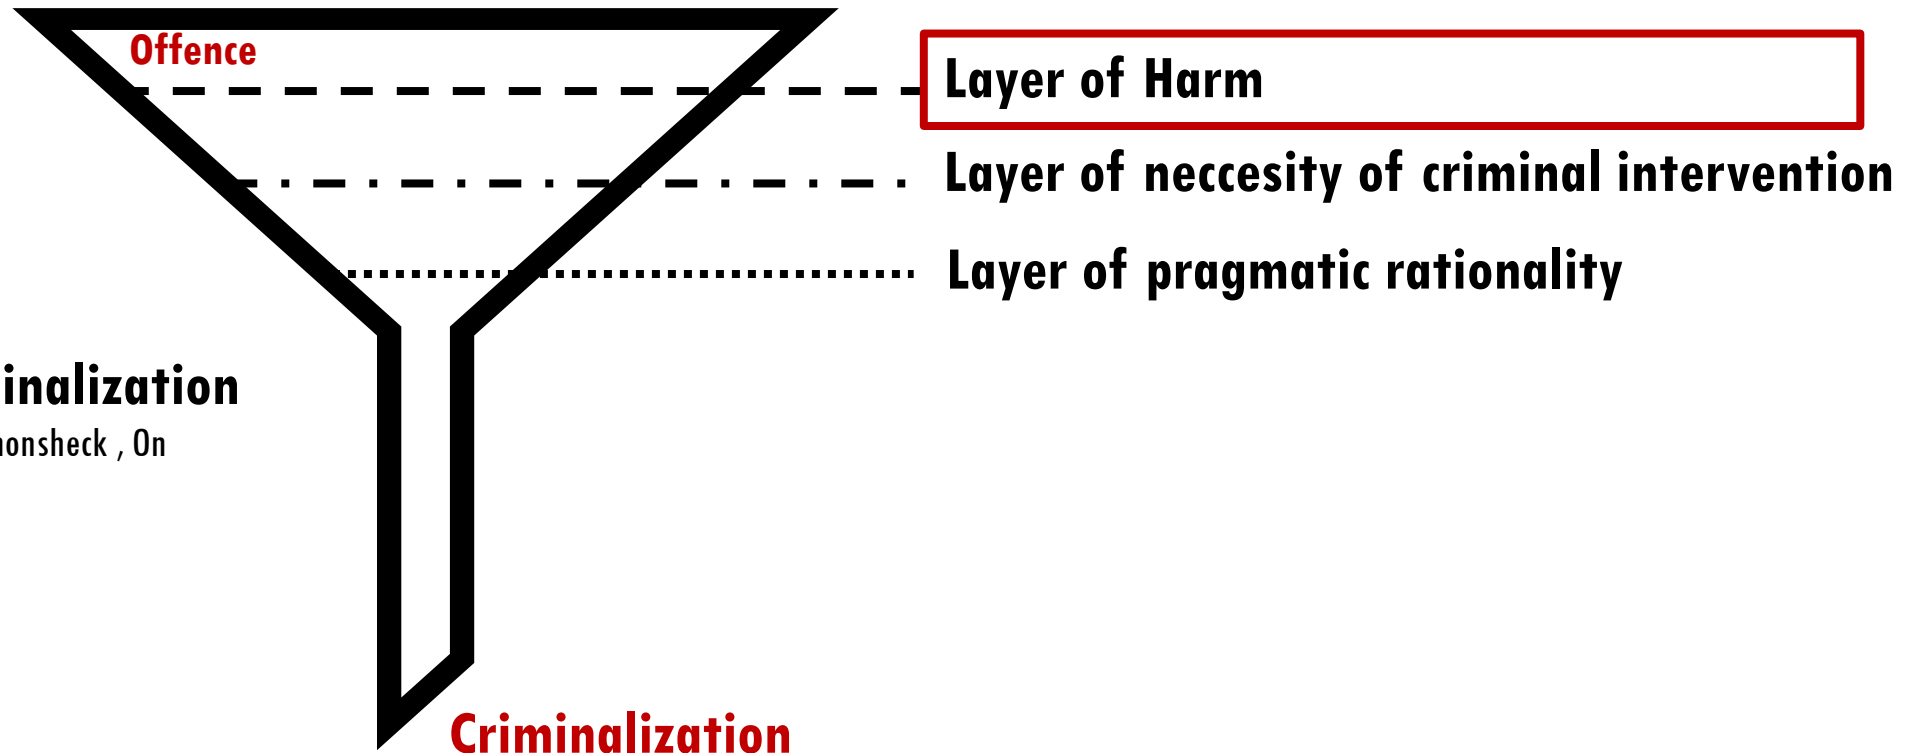 Offence
Layer of Harm
Layer of neccesity of criminal intervention
Layer of pragmatic rationality
inalization
onsheck , On
Criminalization